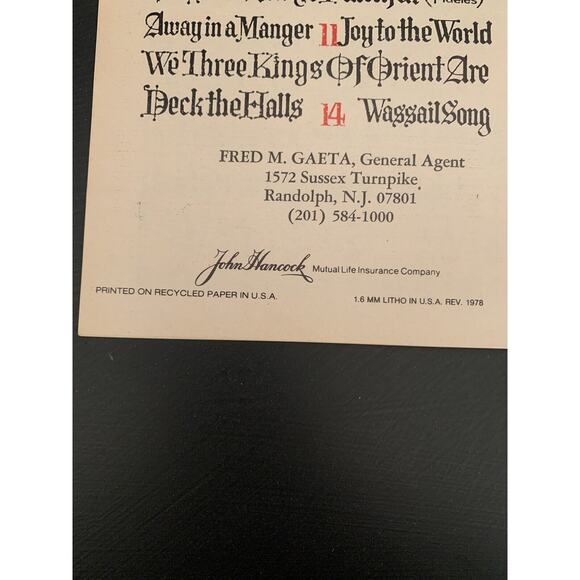 Fideles)
Away in a Manger 11 Joy to the World
We Three Kings Of Orient Are
Deck the Halls 14 Wassail Song
FRED M. GAETA, General Agent
1572 Sussex Turnpike
Randolph, N.J. 07801
(201) 584-1000
John Hancock Mutual Life Insurance Company
PRINTED ON RECYCLED PAPER IN U.S.A. 1.6 MM LITHO IN U.S.A. REV. 1978